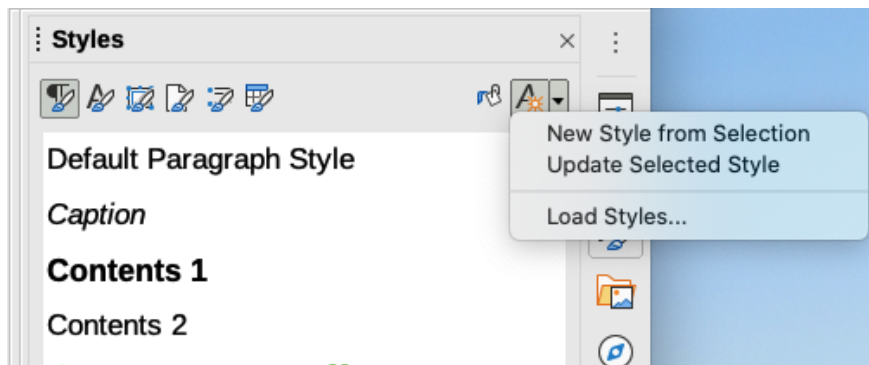 Styles
New Style from Selection
Update Selected Style
Load Styles...
Default Paragraph Style
Caption
Contents 1
Contents 2